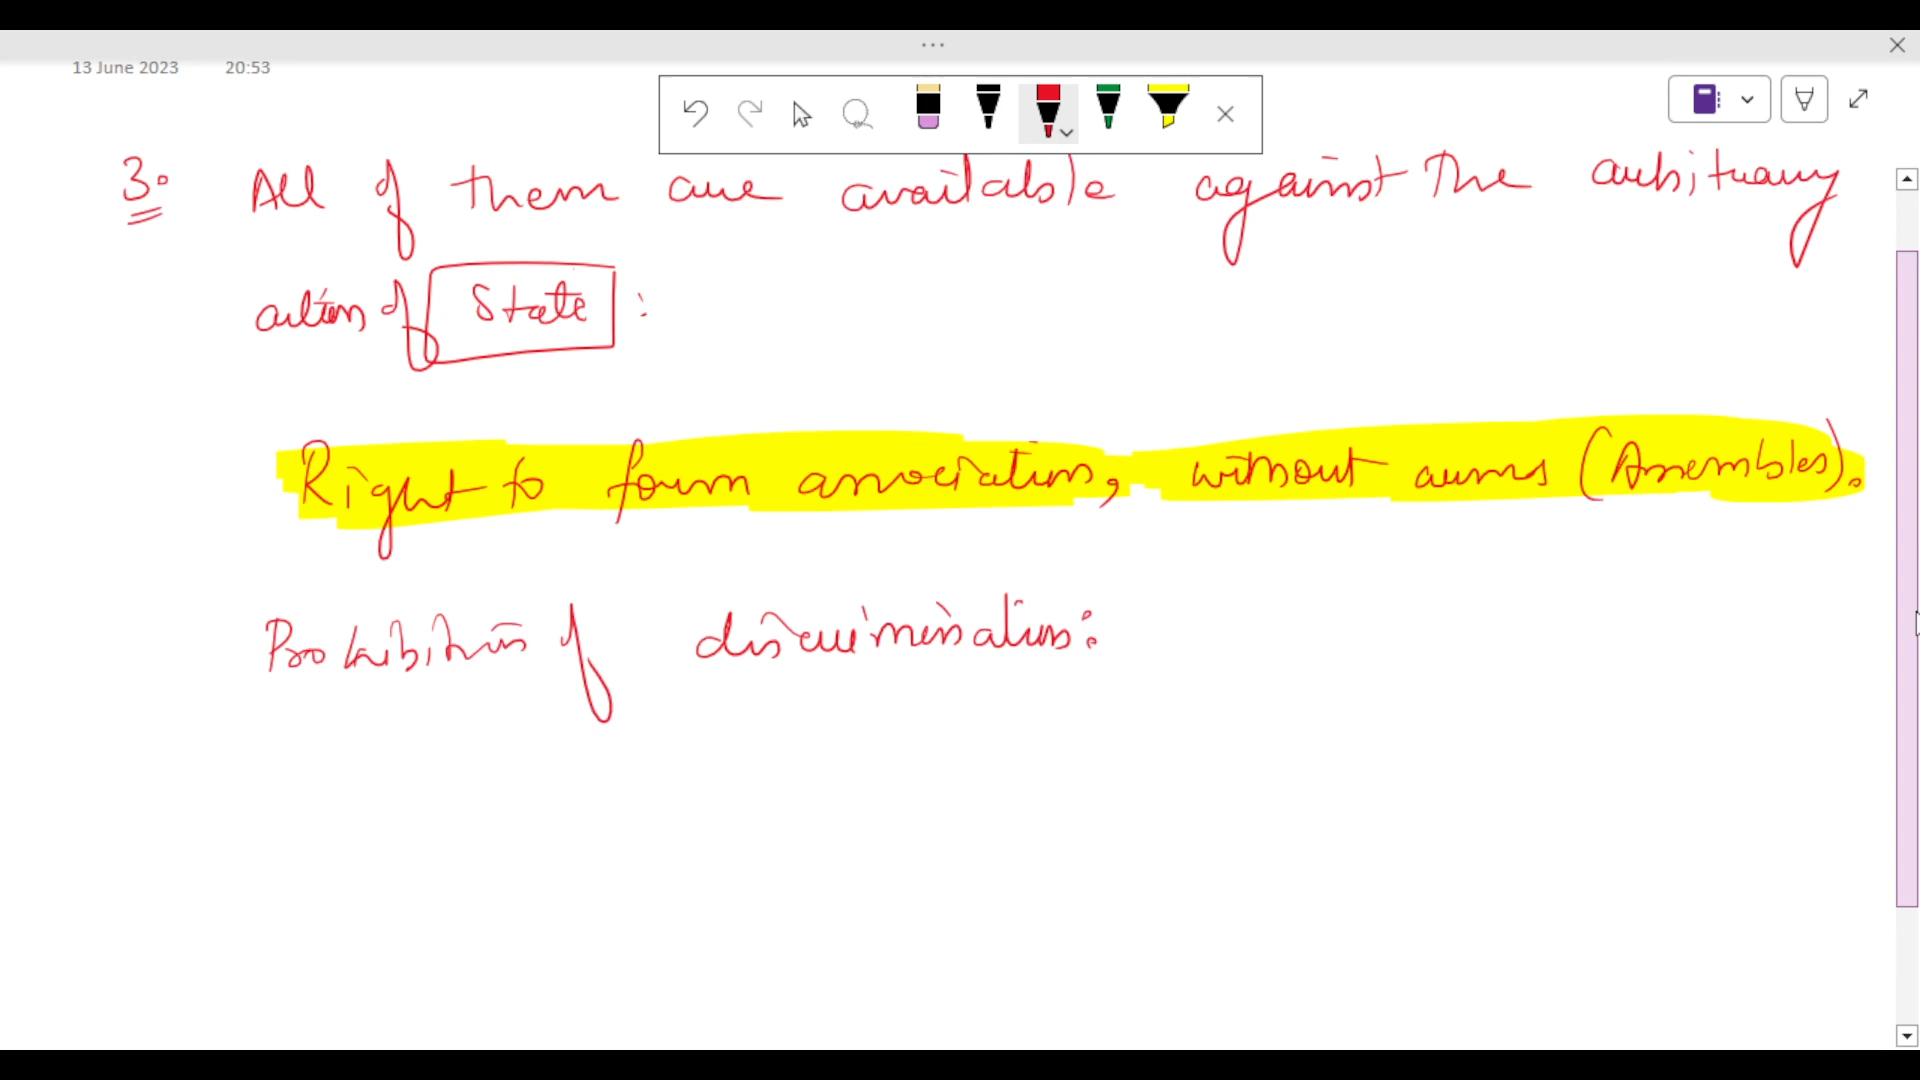 13 June 2023 20:53
3. All of them are available against the arbitrary
action of State :
Right to form association, without arms (Assembles).
Prohibition of discrimination: